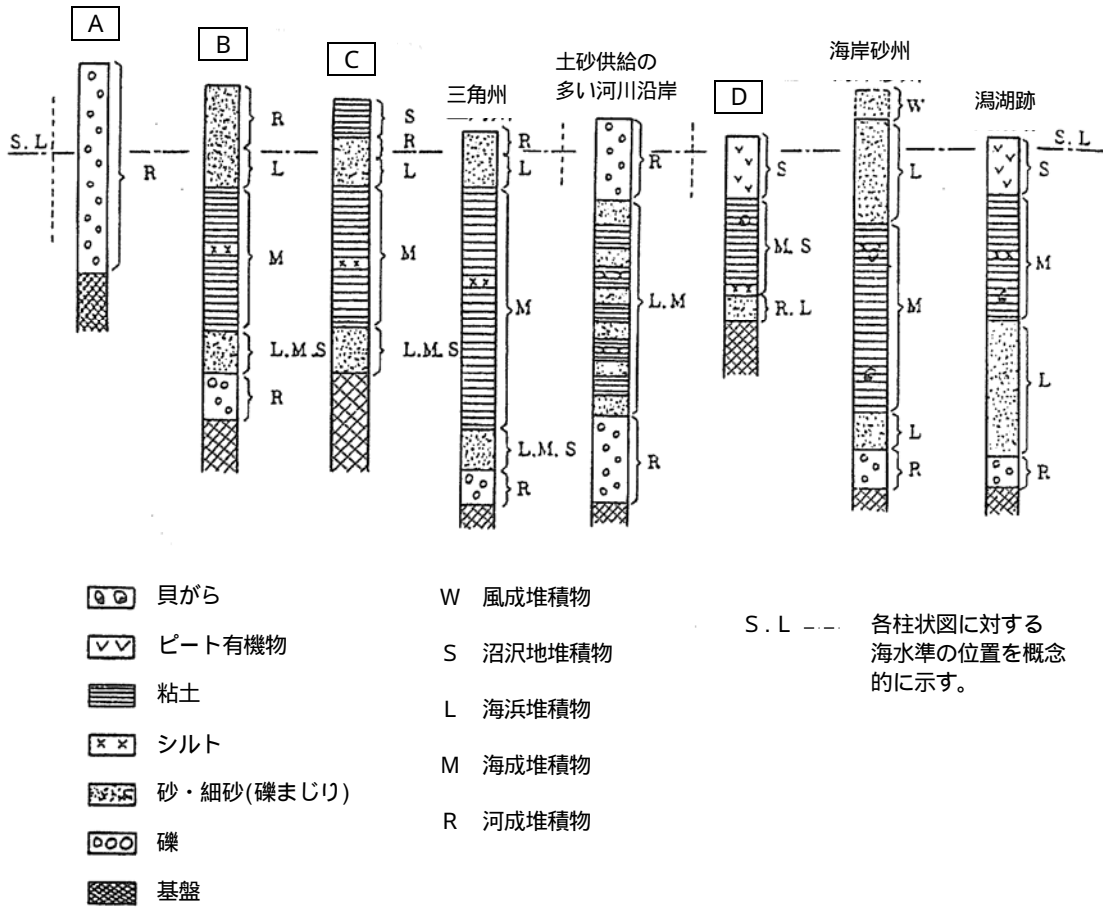 A
B
C
三角州
土砂供給の
多い河川沿岸
D
海岸砂州
潟湖跡
S.L
S.L
R
R
L
M
L.M.S
R
S
R
L
M
L.M.S
R
L
M
L.M.S
R
R
L.M
R
S
M.S
R.L
W
L
M
L
R
S
M
L
R
貝がら
ピート有機物
粘土
シルト
砂・細砂(礫まじり)
礫
基盤
W 風成堆積物
S 沼沢地堆積物
L 海浜堆積物
M 海成堆積物
R 河成堆積物
S.L 各柱状図に対する
海水準の位置を概念
的に示す。